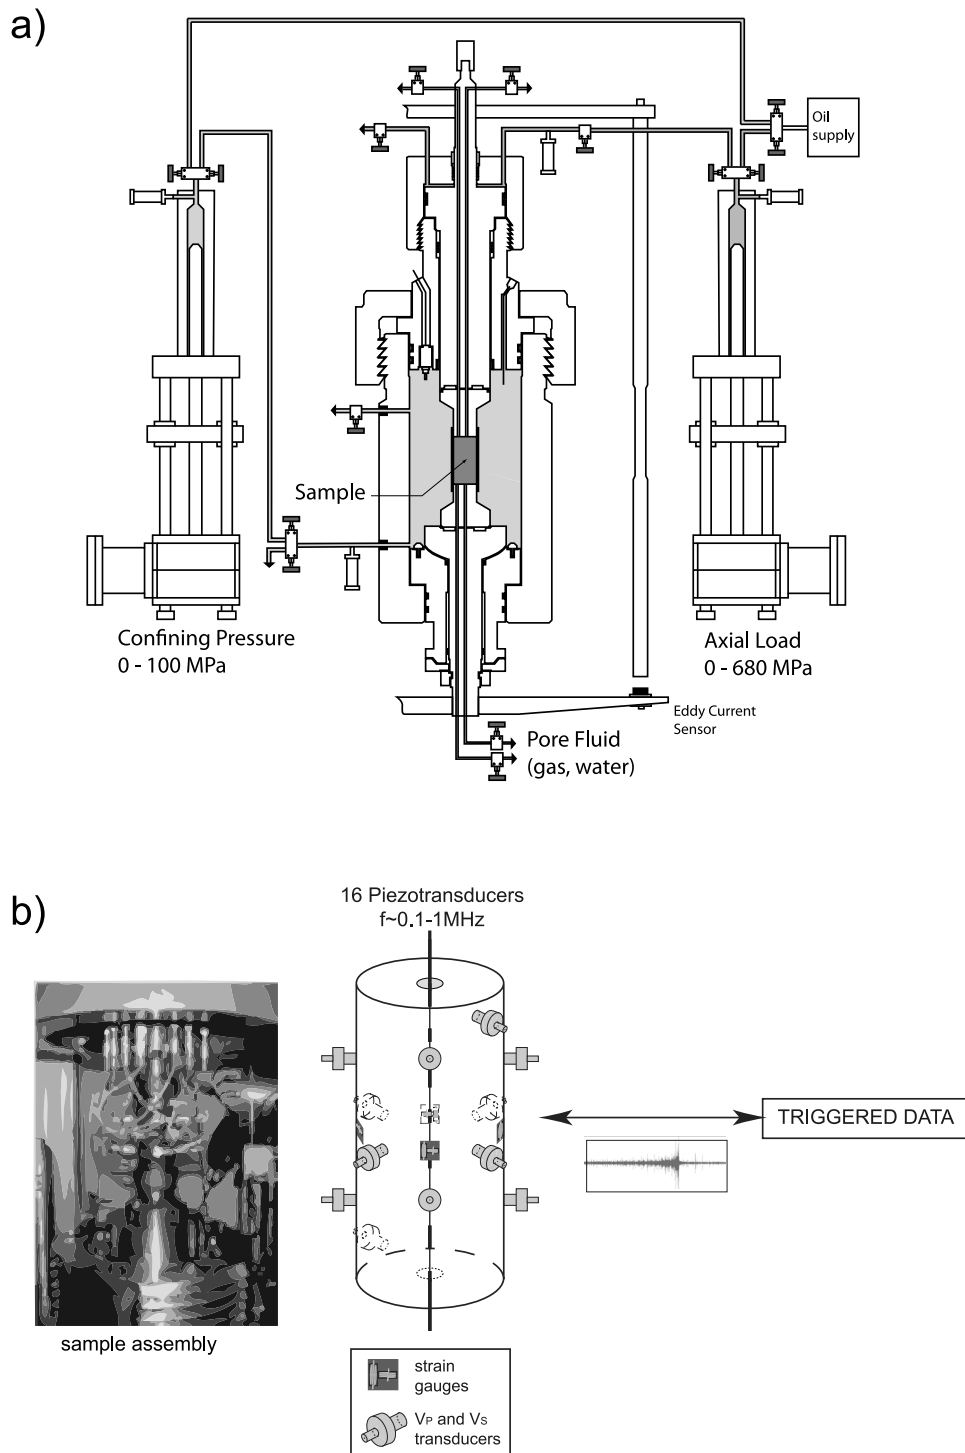 a)
Oil
supply
Sample
Confining Pressure
0 - 100 MPa
Axial Load
0 - 680 MPa
Eddy Current
Sensor
Pore Fluid
(gas, water)
b)
16 Piezotransducers
f~0.1-1MHz
TRIGGERED DATA
sample assembly
strain
gauges
VP and VS
transducers